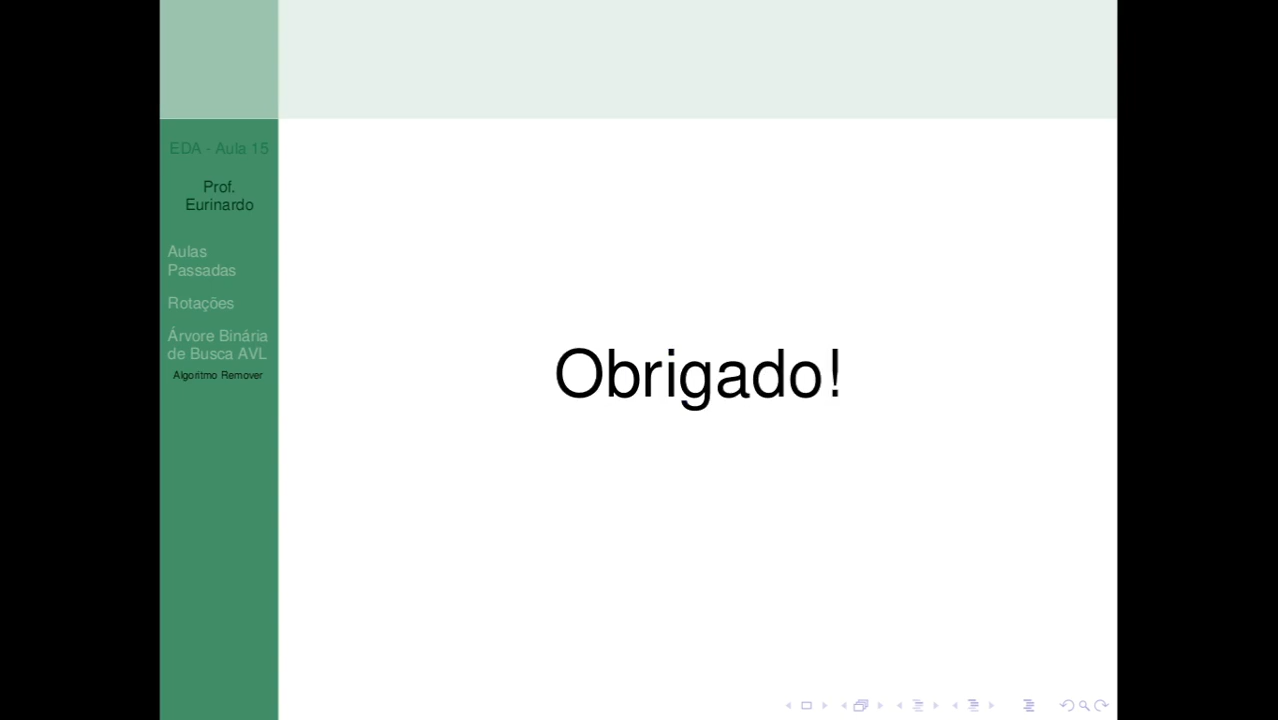 EDA - Aula 15
Prof.
Eurinardo
Aulas
Passadas
Rotações
Árvore Binária
de Busca AVL
Algoritmo Remover
Obrigado!